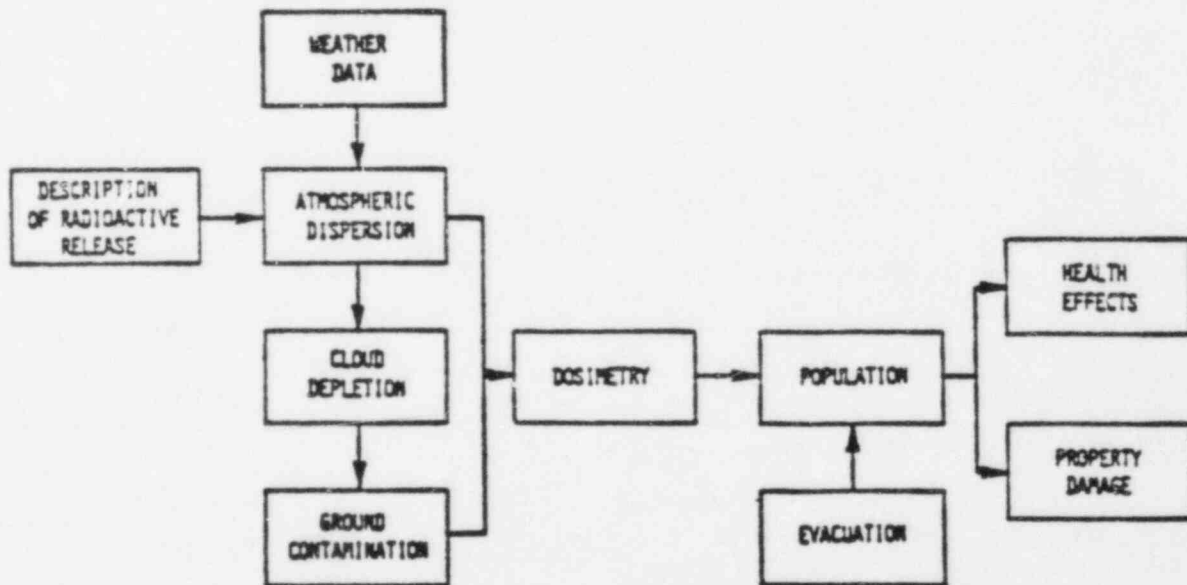 WEATHER
DATA
DESCRIPTION
OF RADIOACTIVE
RELEASE
ATMOSPHERIC
DISPERSION
CLOUD
DEPLETION
GROUND
CONTAMINATION
DOSIMETRY
POPULATION
EVACUATION
HEALTH
EFFECTS
PROPERTY
DAMAGE